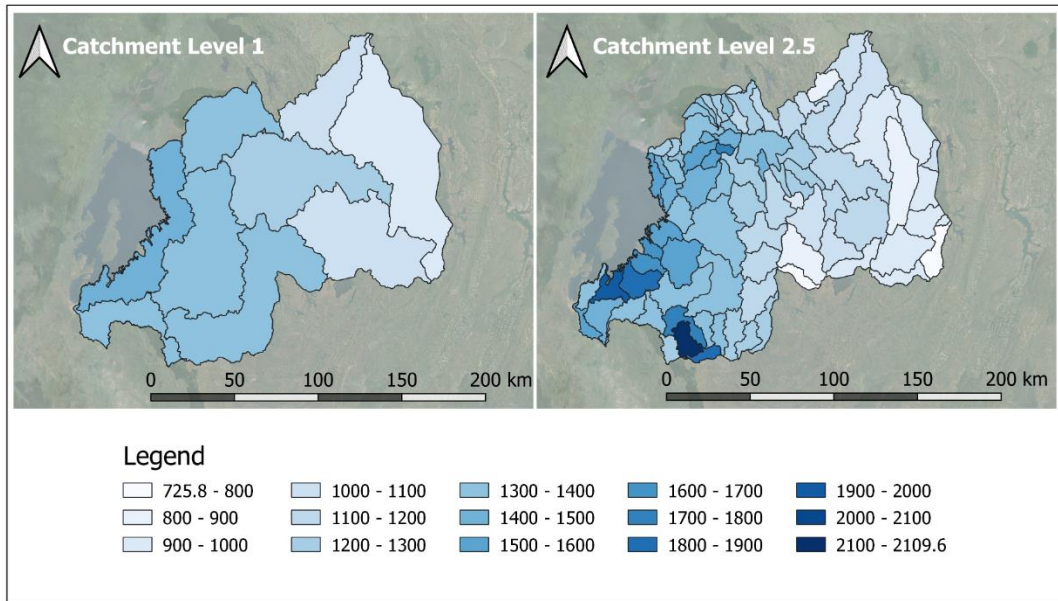 Catchment Level 1
Catchment Level 2.5
0 50 100 150 200 km
0 50 100 150 200 km
Legend
725.8 - 800 1000 - 1100 1300 - 1400 1600 - 1700 1900 - 2000
800 - 900 1100 - 1200 1400 - 1500 1700 - 1800 2000 - 2100
900 - 1000 1200 - 1300 1500 - 1600 1800 - 1900 2100 - 2109.6